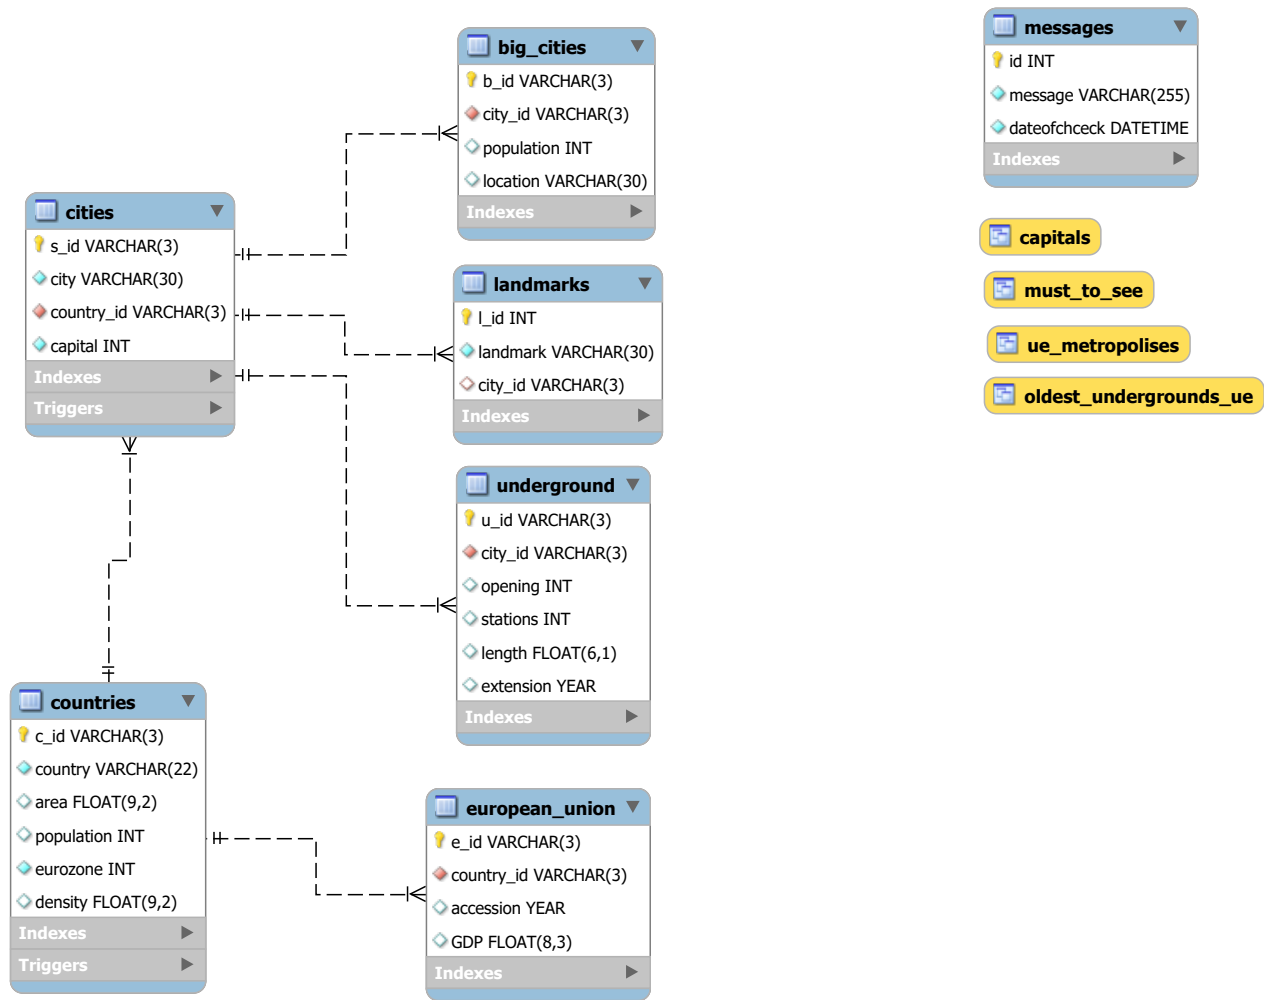 big_cities
b_id VARCHAR(3)
city_id VARCHAR(3)
population INT
location VARCHAR(30)
Indexes
messages
id INT
message VARCHAR(255)
dateofchceck DATETIME
Indexes
cities
s_id VARCHAR(3)
city VARCHAR(30)
country_id VARCHAR(3)
capital INT
Indexes
Triggers
landmarks
l_id INT
landmark VARCHAR(30)
city_id VARCHAR(3)
Indexes
capitals
must_to_see
ue_metropolises
oldest_undergrounds_ue
underground
u_id VARCHAR(3)
city_id VARCHAR(3)
opening INT
stations INT
length FLOAT(6,1)
extension YEAR
Indexes
countries
c_id VARCHAR(3)
country VARCHAR(22)
area FLOAT(9,2)
population INT
eurozone INT
density FLOAT(9,2)
Indexes
Triggers
european_union
e_id VARCHAR(3)
country_id VARCHAR(3)
accession YEAR
GDP FLOAT(8,3)
Indexes